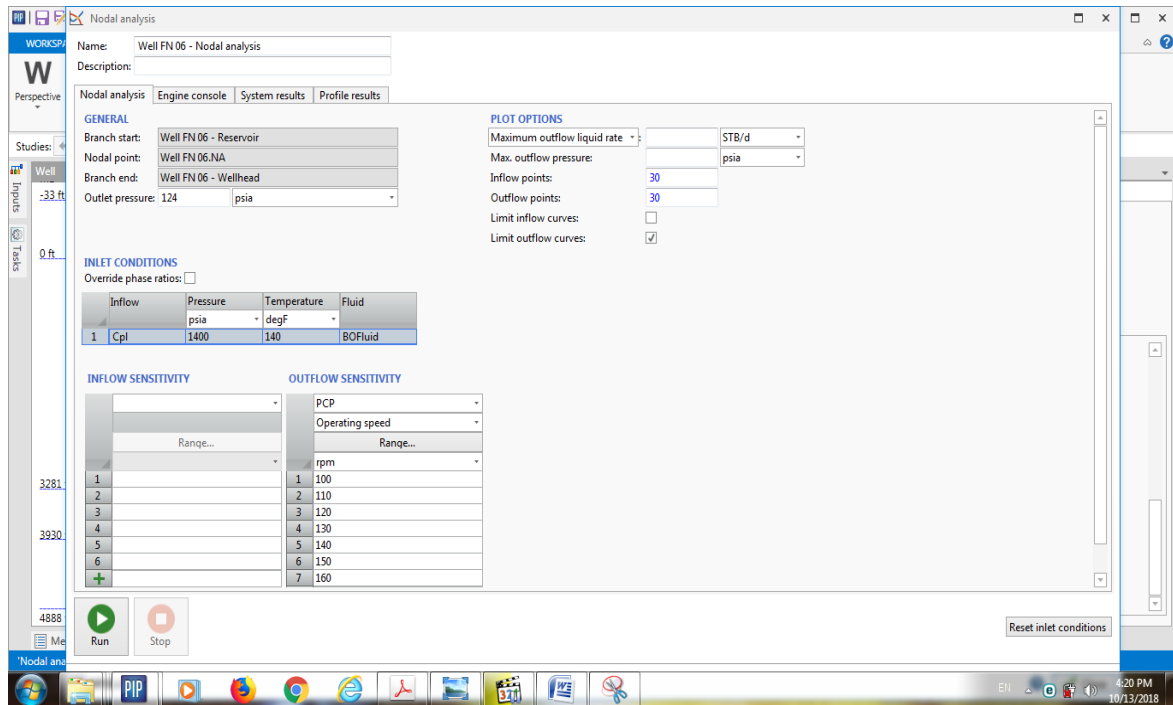 PIP
Nodal analysis
WORKSP
W
Perspective
Studies:
Inputs
Tasks
Well
-33 ft
0 ft
3281
3930
4888
Me
'Nodal ana
Name: Well FN 06 - Nodal analysis
Description:
Nodal analysis Engine console System results Profile results
GENERAL
Branch start: Well FN 06 - Reservoir
Nodal point: Well FN 06.NA
Branch end: Well FN 06 - Wellhead
Outlet pressure: 124 psia
PLOT OPTIONS
Maximum outflow liquid rate : STB/d
Max. outflow pressure: psia
Inflow points: 30
Outflow points: 30
Limit inflow curves:
Limit outflow curves:
INLET CONDITIONS
Override phase ratios:
Inflow Pressure Temperature Fluid
psia degF
1 Cpl 1400 140 BOFluid
INFLOW SENSITIVITY
Range...
1
2
3
4
5
6
OUTFLOW SENSITIVITY
PCP
Operating speed
Range...
rpm
1 100
2 110
3 120
4 130
5 140
6 150
7 160
Run
Stop
Reset inlet conditions
PIP
321
EN
4:20 PM
10/13/2018